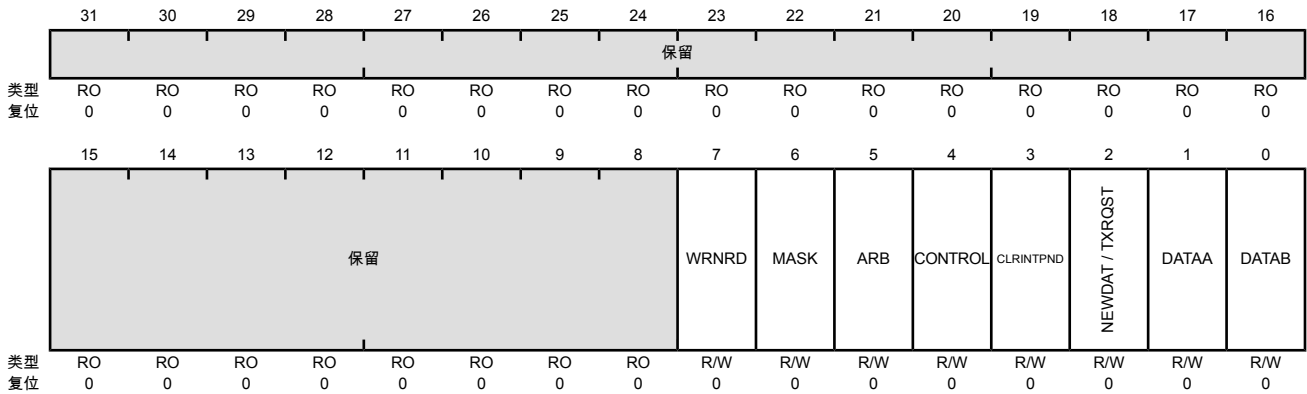 31 30 29 28 27 26 25 24 23 22 21 20 19 18 17 16
保留
类型 RO RO RO RO RO RO RO RO RO RO RO RO RO RO RO RO
复位 0 0 0 0 0 0 0 0 0 0 0 0 0 0 0 0
15 14 13 12 11 10 9 8 7 6 5 4 3 2 1 0
保留 WRNRD MASK ARB CONTROL CLRINTPND NEWDAT / TXRQST DATAA DATAB
类型 RO RO RO RO RO RO RO RO R/W R/W R/W R/W R/W R/W R/W R/W
复位 0 0 0 0 0 0 0 0 0 0 0 0 0 0 0 0